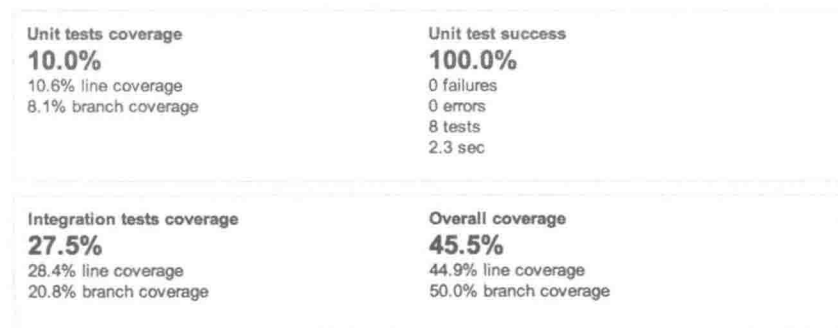 Unit tests coverage
10.0%
10.6% line coverage
8.1% branch coverage
Unit test success
100.0%
0 failures
0 errors
8 tests
2.3 sec
Integration tests coverage
27.5%
28.4% line coverage
20.8% branch coverage
Overall coverage
45.5%
44.9% line coverage
50.0% branch coverage